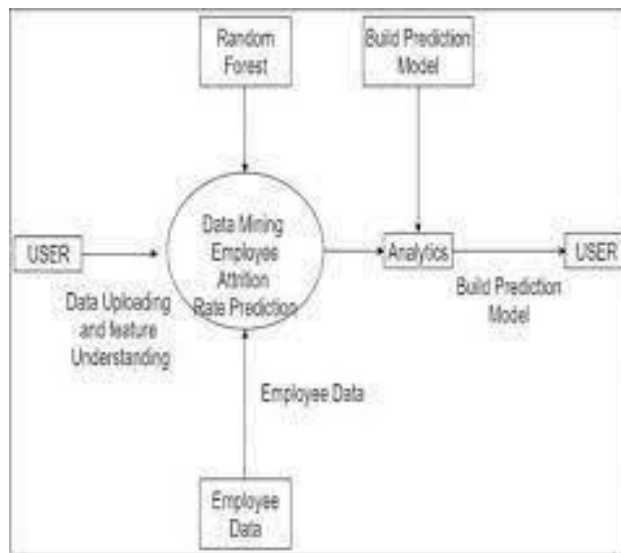 Random
Forest
Build Prediction
Model
Data Mining
Employee
Attrition
Rate Prediction
USER
Analytics
USER
Data Uploading
and feature
Understanding
Build Prediction
Model
Employee Data
Employee
Data